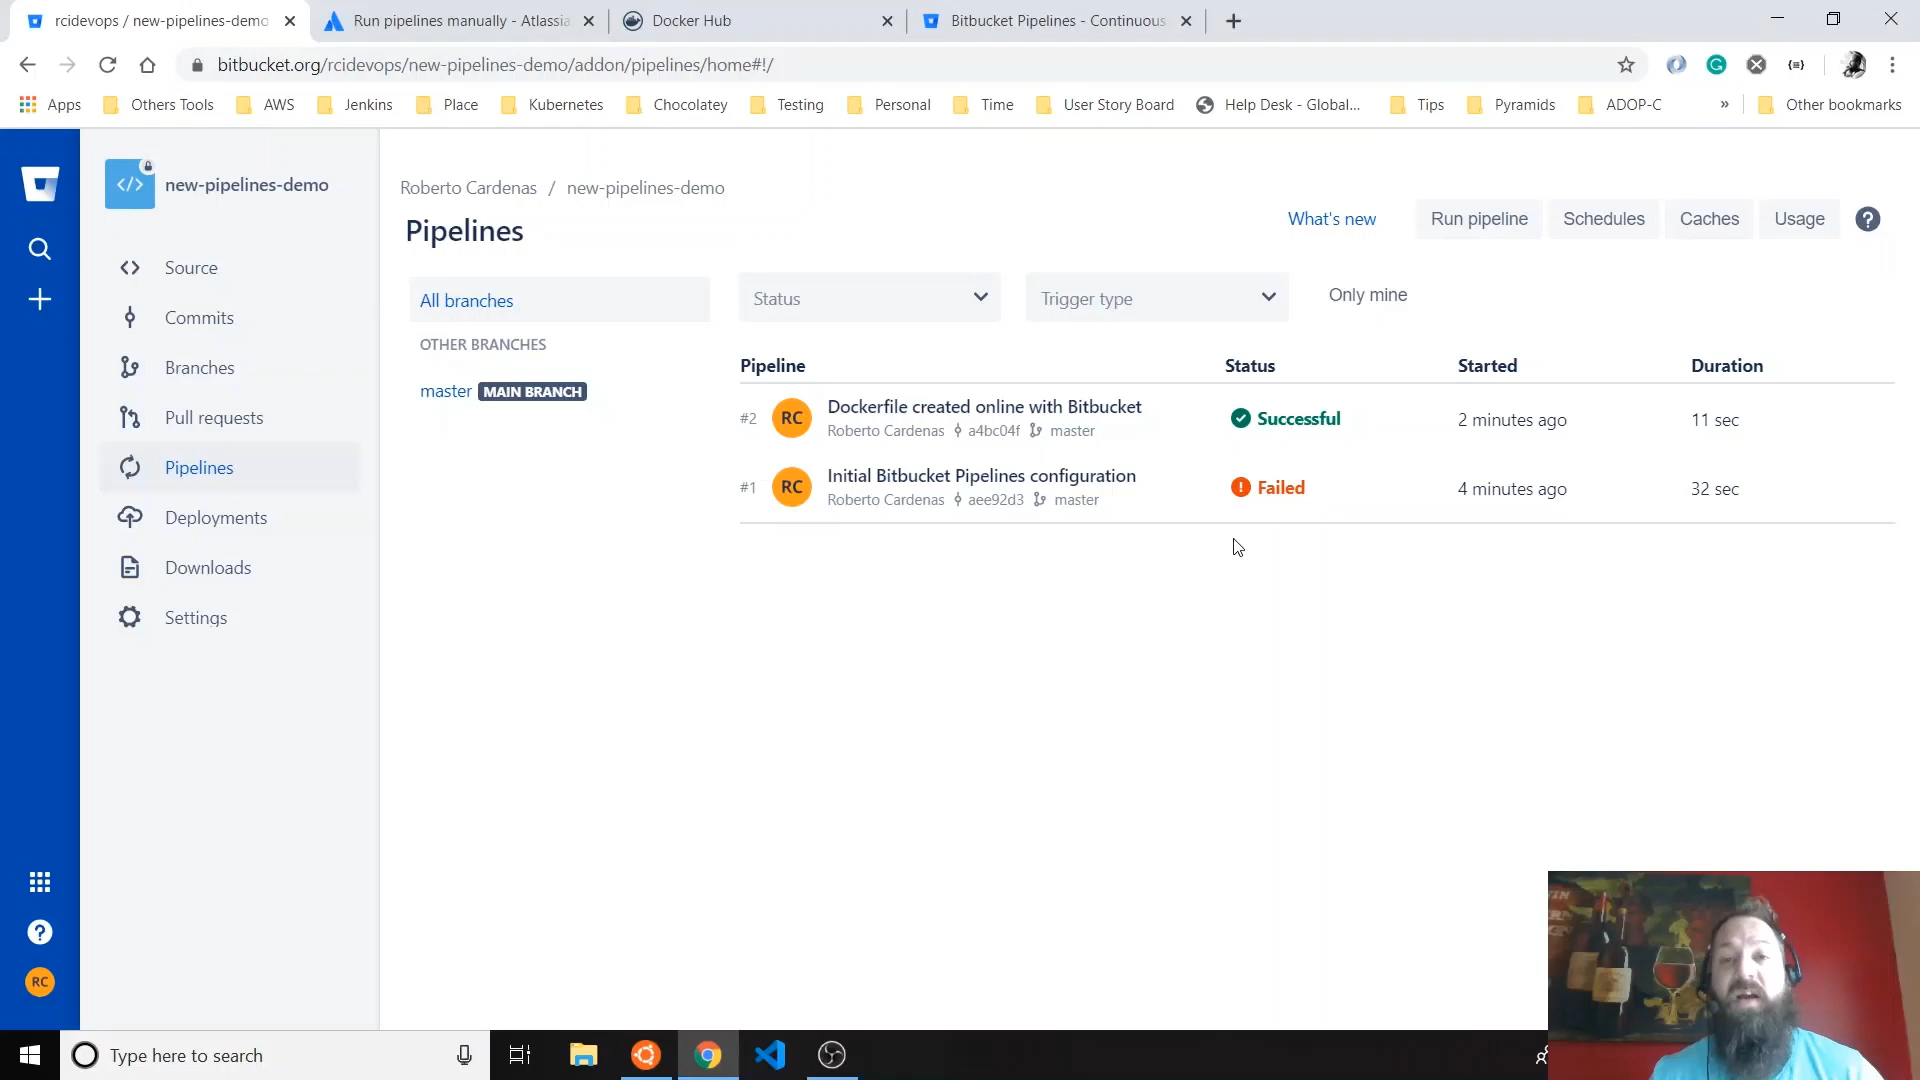 rcidevops / new-pipelines-demo
Run pipelines manually - Atlassia
Docker Hub
Bitbucket Pipelines - Continuous
bitbucket.org/rcidevops/new-pipelines-demo/addon/pipelines/home#!/
Apps
Others Tools
AWS
Jenkins
Place
Kubernetes
Chocolatey
Testing
Personal
Time
User Story Board
Help Desk - Global...
Tips
Pyramids
ADOP-C
»
Other bookmarks
new-pipelines-demo
Source
Commits
Branches
Pull requests
Pipelines
Deployments
Downloads
Settings
RC
Roberto Cardenas / new-pipelines-demo
Pipelines
What's new
Run pipeline
Schedules
Caches
Usage
All branches
Status
Trigger type
Only mine
OTHER BRANCHES
master MAIN BRANCH
Pipeline Status Started Duration
#2 RC Dockerfile created online with Bitbucket Successful 2 minutes ago 11 sec
Roberto Cardenas a4bc04f master
#1 RC Initial Bitbucket Pipelines configuration Failed 4 minutes ago 32 sec
Roberto Cardenas aee92d3 master
Type here to search